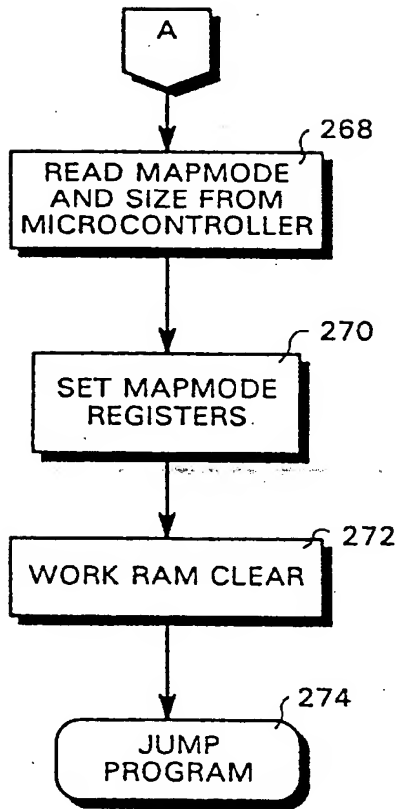 A
268
READ MAPMODE
AND SIZE FROM
MICROCONTROLLER
270
SET MAPMODE
REGISTERS
272
WORK RAM CLEAR
274
JUMP
PROGRAM